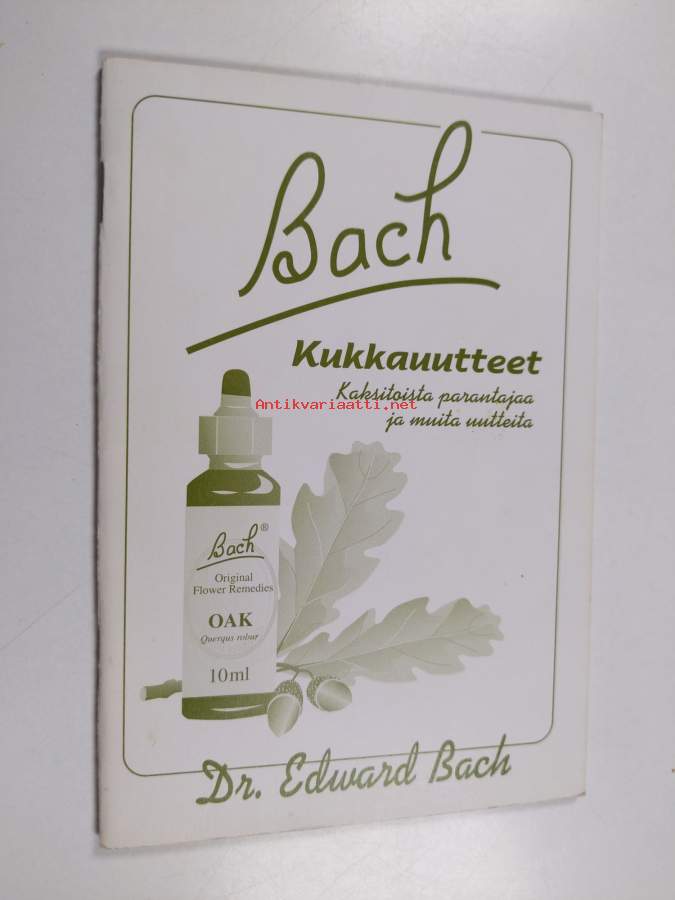 Bach
Kukkauutteet
Kaksitoista parantajaa
Antikvariaatti.net
ja muita uutteita
Bach®
Original
Flower Remedies
OAK
Querqus robur
10ml
Dr. Edward Bach